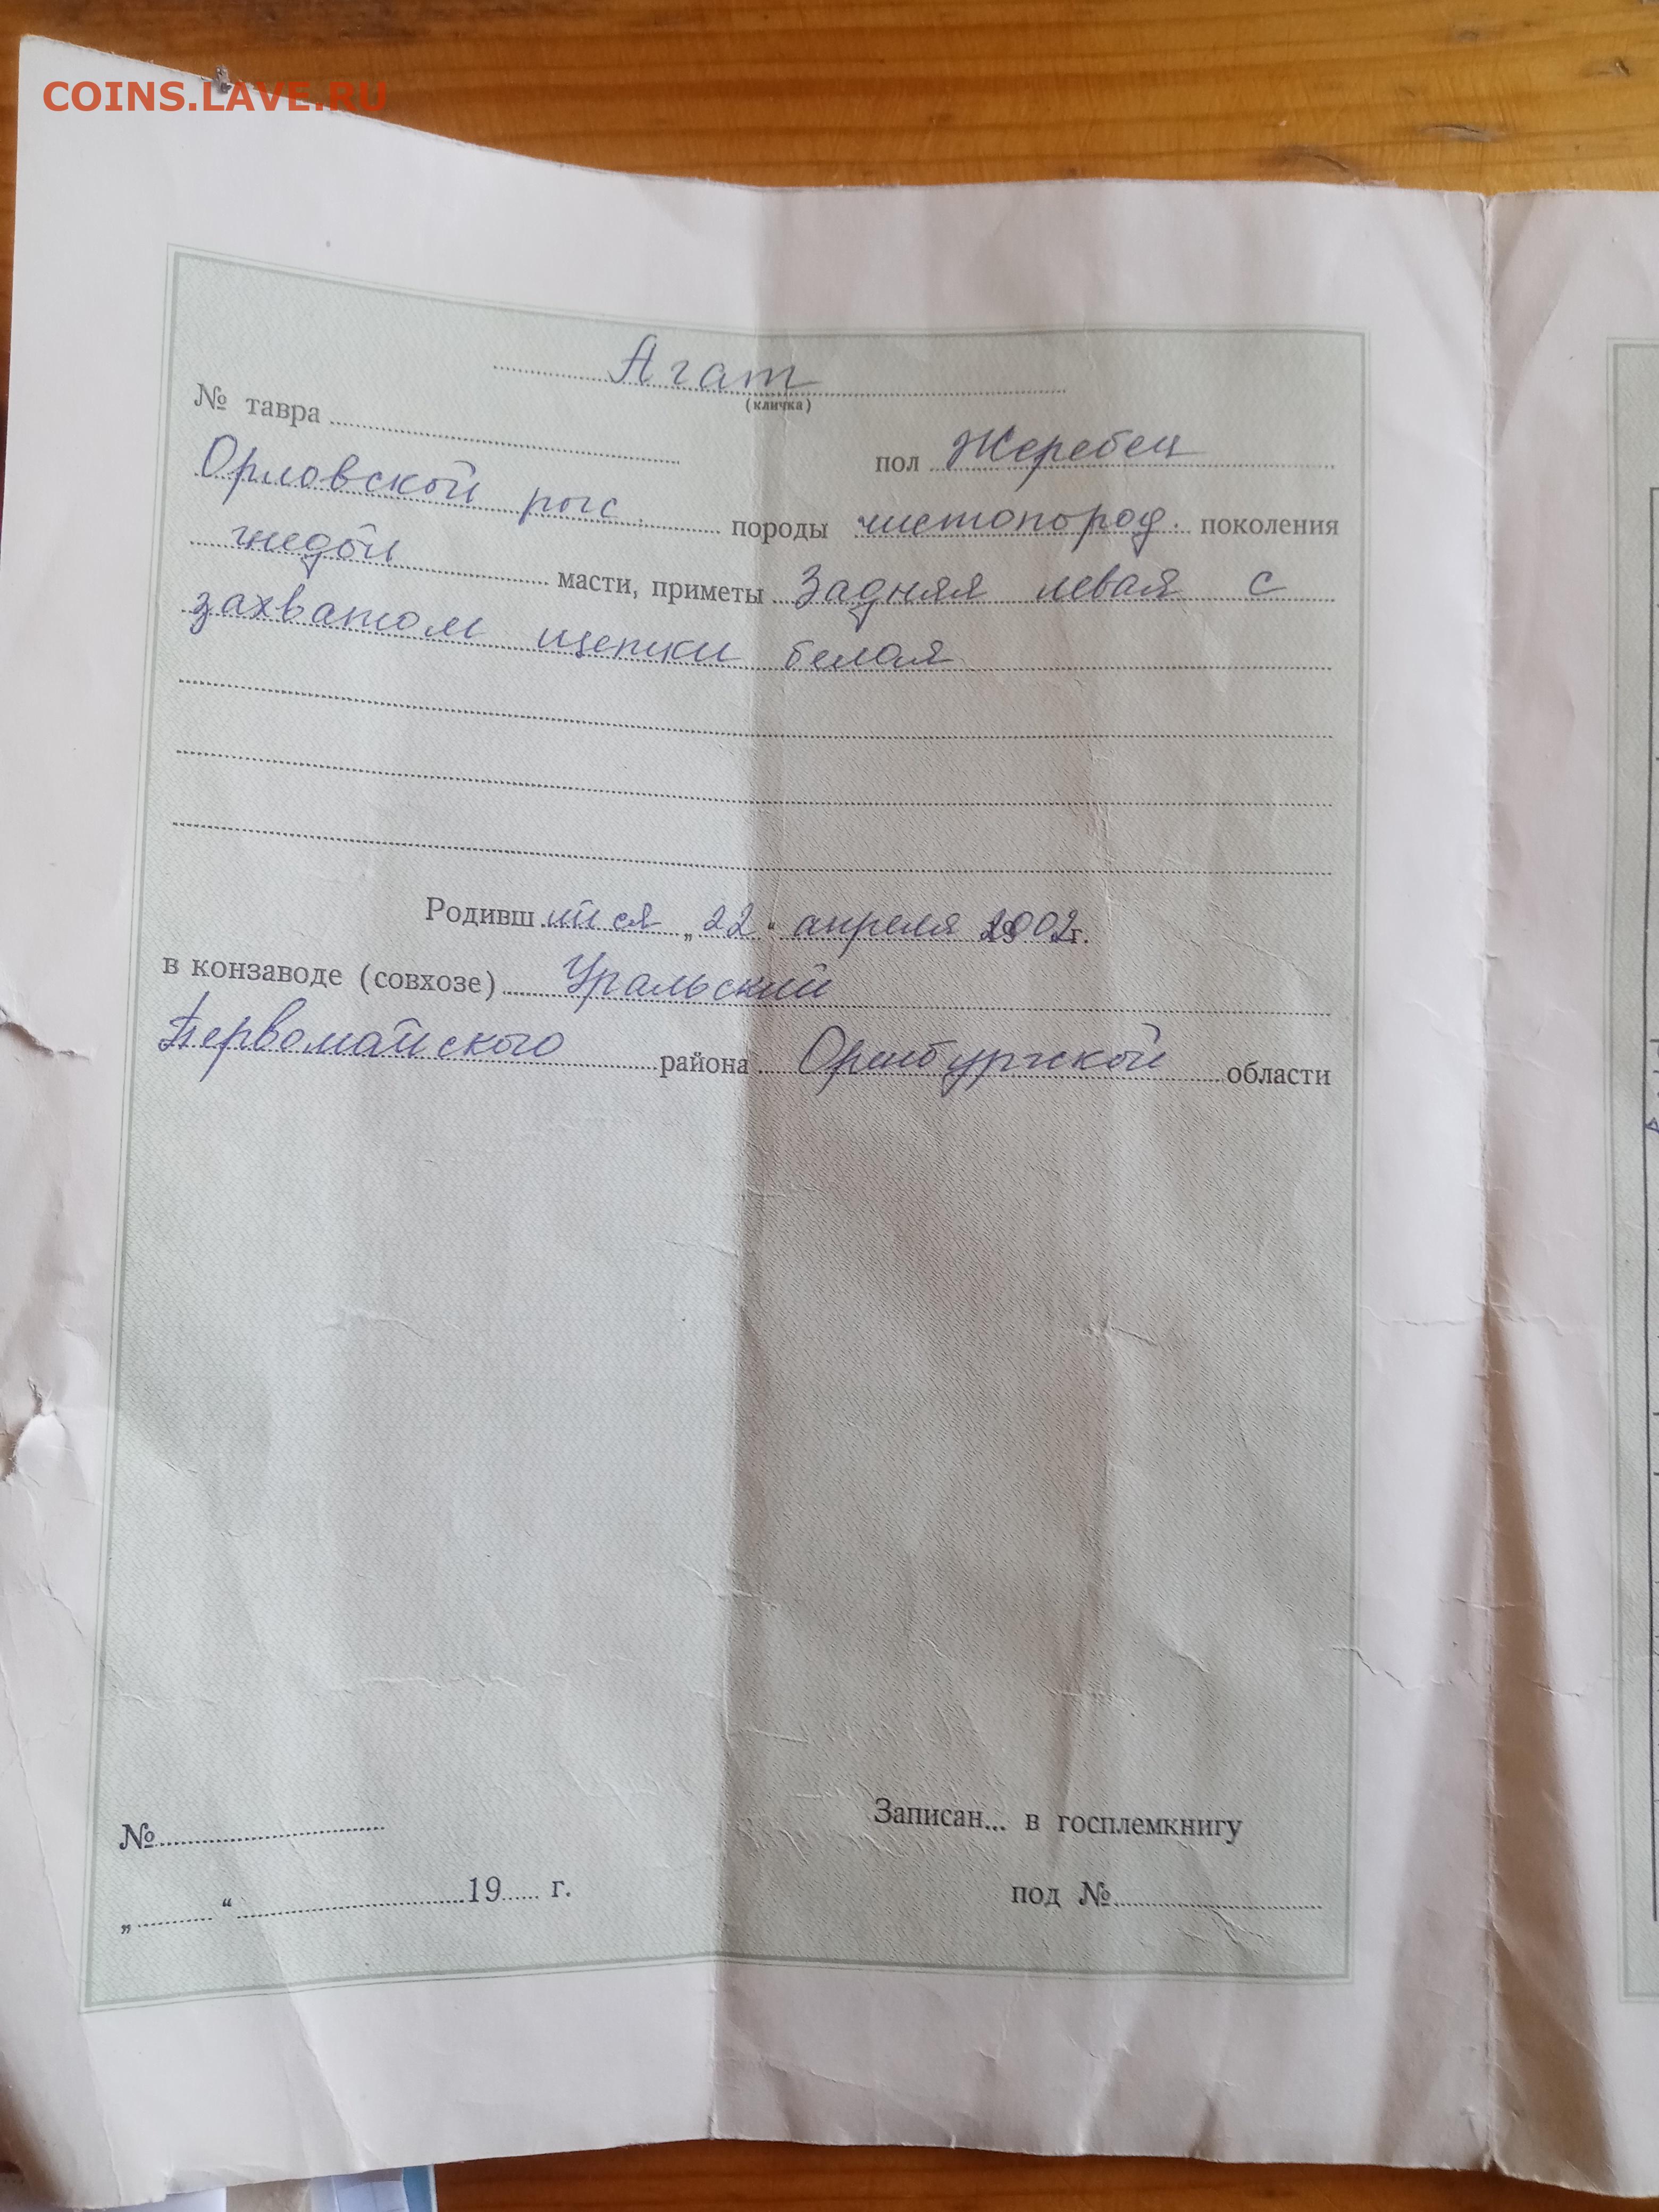 COINS.LAVE.RU
Агат
(кличка)
№ тавра
пол Жеребец
Орловской рыс. породы чистопород. поколения
гнедой масти, приметы Задняя левая с
захватом щетки белая
Родивш ийся „22“ апреля 2002г.
в конзаводе (совхозе) Уральский
Первомайского района Оренбургской области
№
Записан... в госплемкнигу
„ “ 19 г.
под №